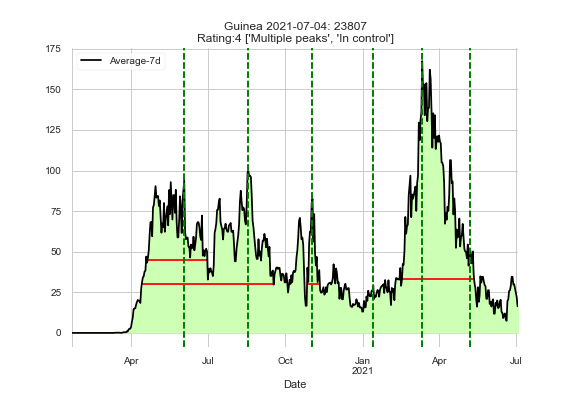 Guinea 2021-07-04: 23807
Rating:4 ['Multiple peaks', 'In control']
Average-7d
175
150
125
100
75
50
25
0
Apr Jul Oct Jan Apr Jul
2021
Date